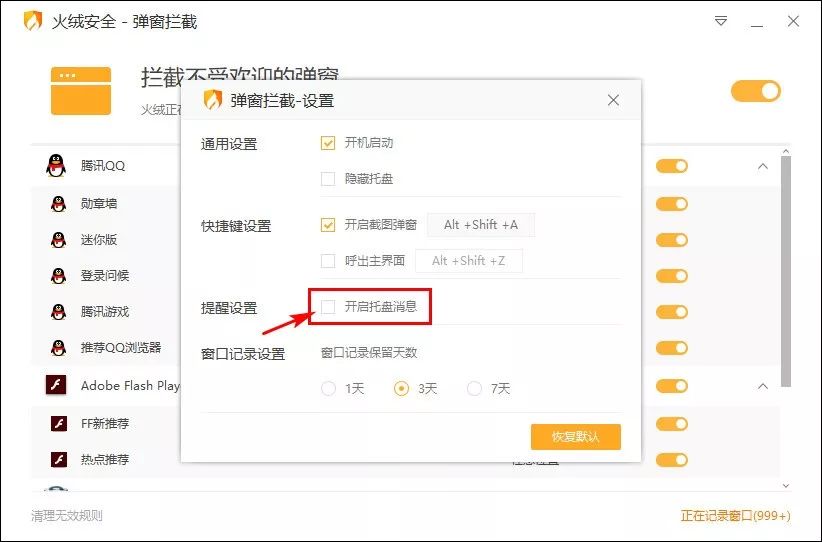 火绒安全 - 弹窗拦截
拦截不受欢迎的弹窗
火绒正在
弹窗拦截-设置
通用设置
开机启动
隐藏托盘
快捷键设置
开启截图弹窗
Alt +Shift +A
呼出主界面
Alt +Shift +Z
提醒设置
开启托盘消息
窗口记录设置
窗口记录保留天数
1天
3天
7天
恢复默认
腾讯QQ
勋章墙
迷你版
登录问候
腾讯游戏
推荐QQ浏览器
Adobe Flash Play
FF新推荐
热点推荐
任意位置
清理无效规则
正在记录窗口(999+)